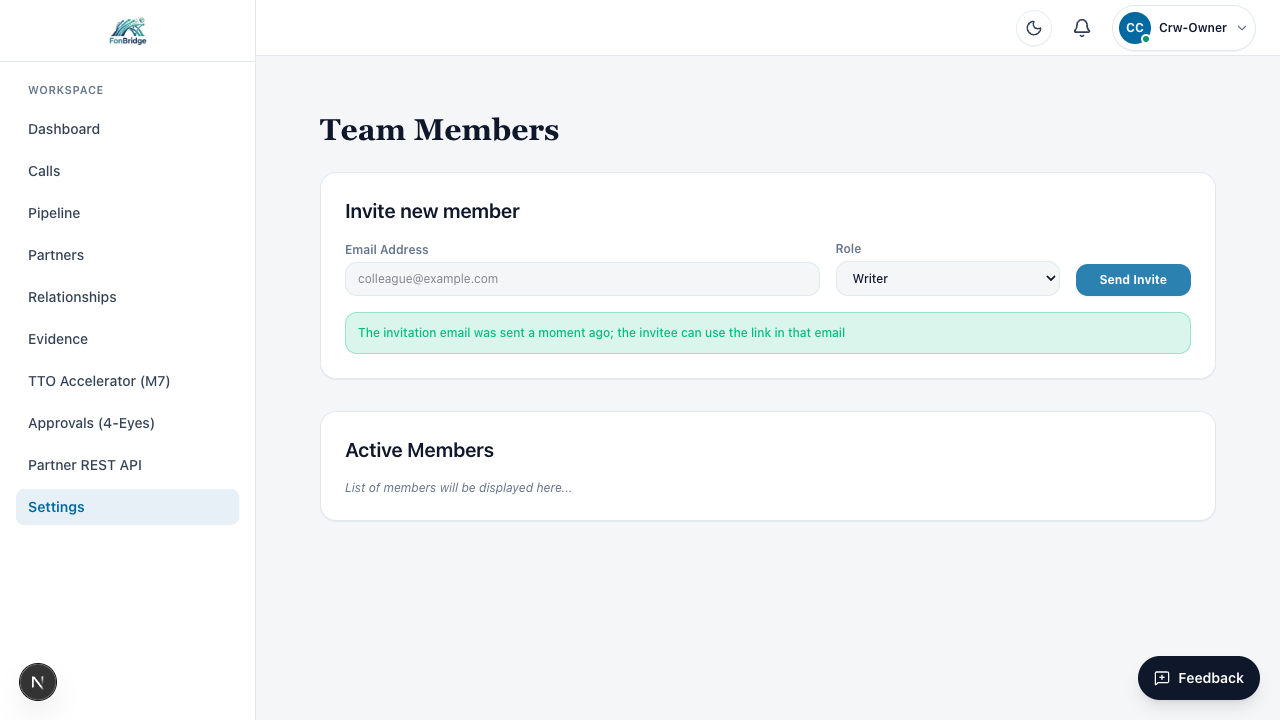 FonBridge
CC
Crw-Owner
WORKSPACE
Dashboard
Calls
Pipeline
Partners
Relationships
Evidence
TTO Accelerator (M7)
Approvals (4-Eyes)
Partner REST API
Settings
Team Members
Invite new member
Email Address
Role
colleague@example.com
Writer
Send Invite
The invitation email was sent a moment ago; the invitee can use the link in that email
Active Members
List of members will be displayed here...
N
Feedback